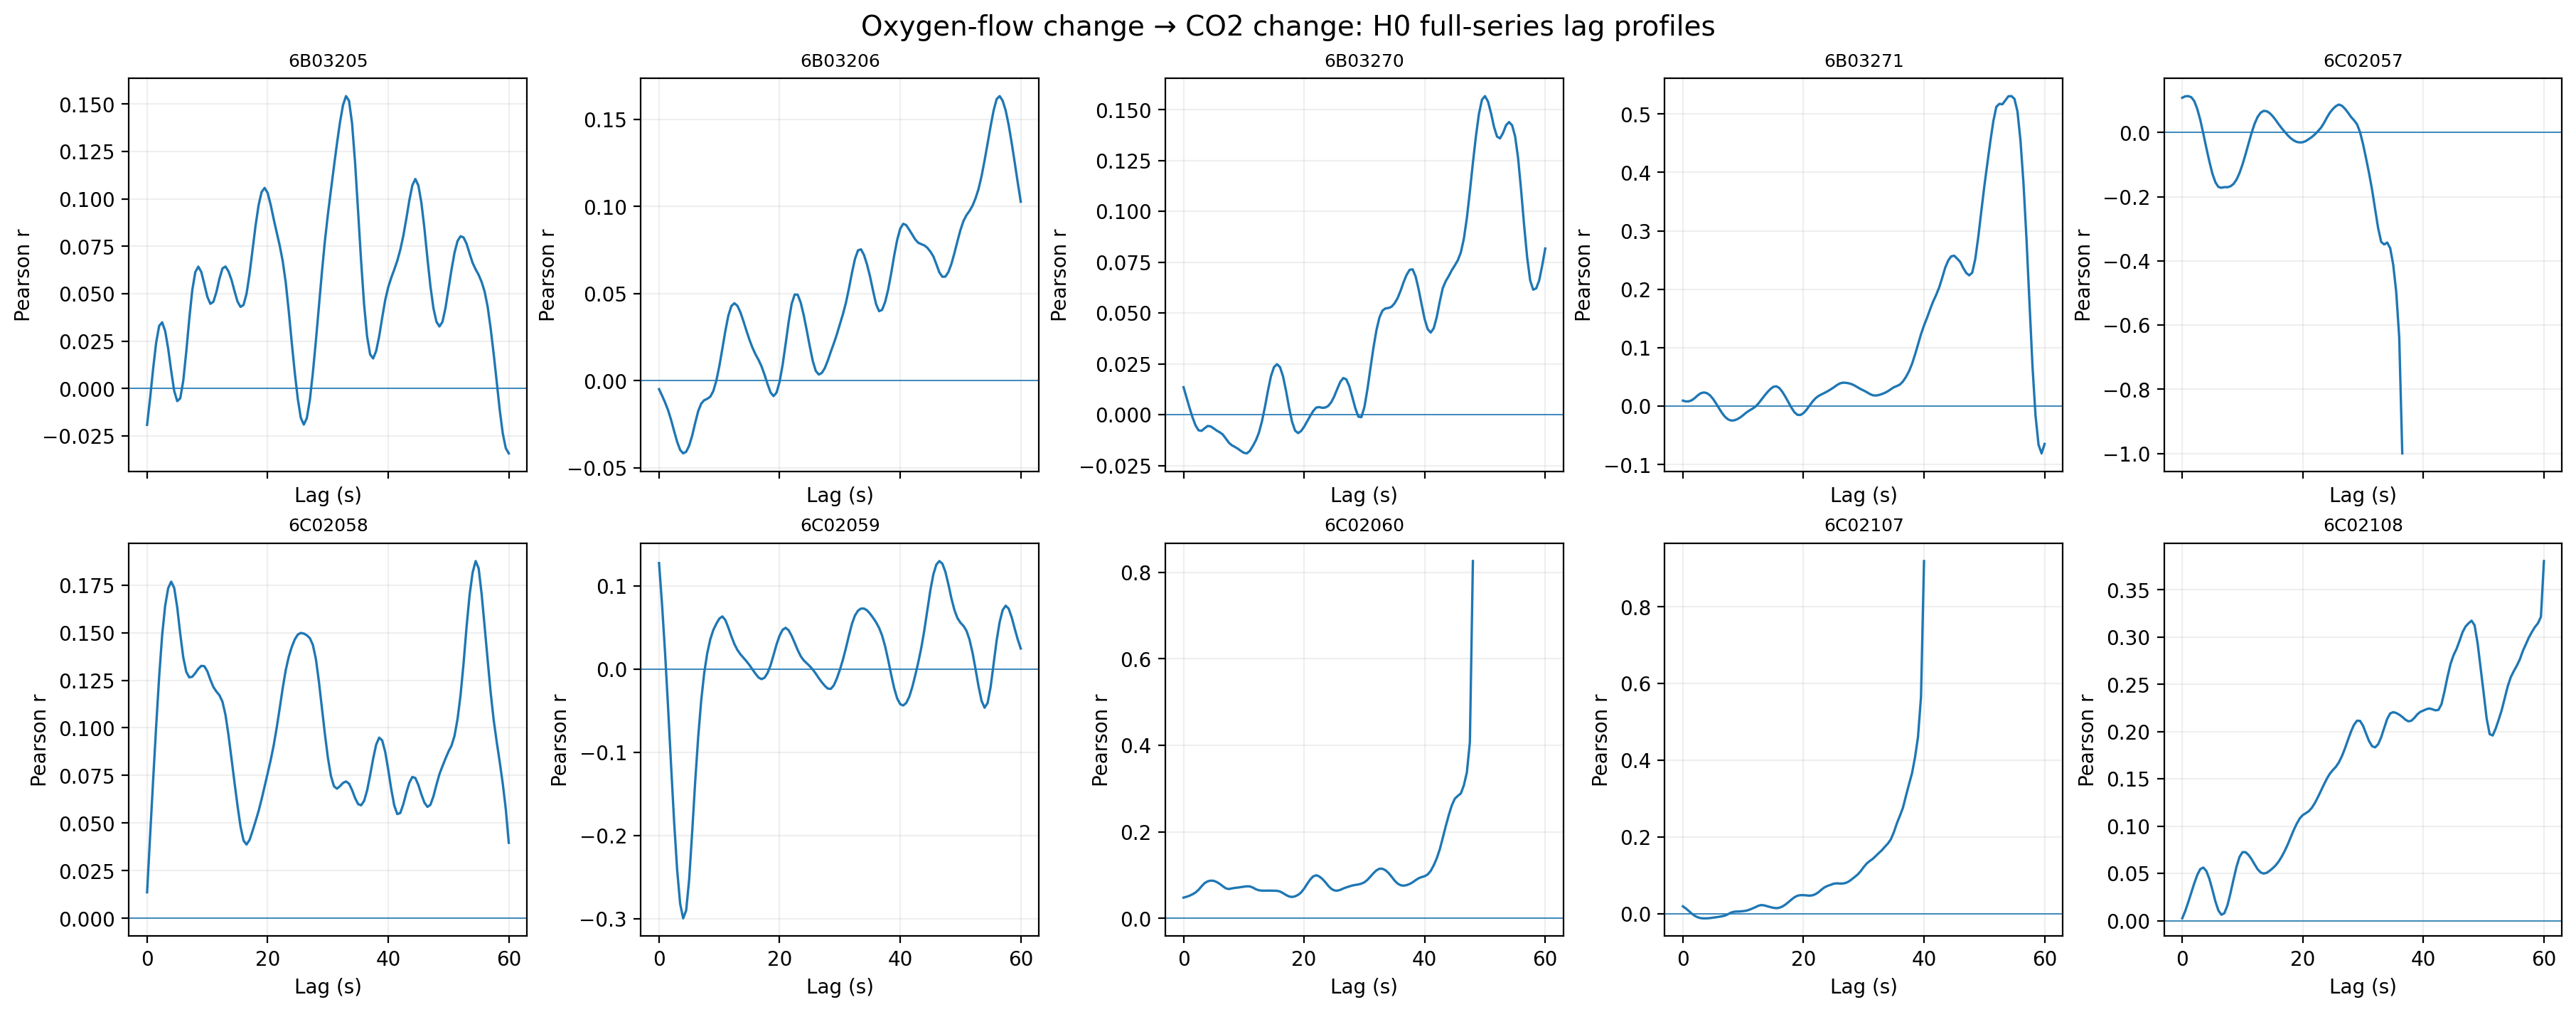 Oxygen-flow change → CO2 change: H0 full-series lag profiles
6B03205
6B03206
6B03270
6B03271
6C02057
0.150
0.125
0.100
0.075
0.050
0.025
0.000
−0.025
Pearson r
Lag (s)
0.15
0.10
0.05
0.00
−0.05
Pearson r
Lag (s)
0.150
0.125
0.100
0.075
0.050
0.025
0.000
−0.025
Pearson r
Lag (s)
0.5
0.4
0.3
0.2
0.1
0.0
−0.1
Pearson r
Lag (s)
0.0
−0.2
−0.4
−0.6
−0.8
−1.0
Pearson r
Lag (s)
6C02058
6C02059
6C02060
6C02107
6C02108
0.175
0.150
0.125
0.100
0.075
0.050
0.025
0.000
Pearson r
0 20 40 60
Lag (s)
0.1
0.0
−0.1
−0.2
−0.3
Pearson r
0 20 40 60
Lag (s)
0.8
0.6
0.4
0.2
0.0
Pearson r
0 20 40 60
Lag (s)
0.8
0.6
0.4
0.2
0.0
Pearson r
0 20 40 60
Lag (s)
0.35
0.30
0.25
0.20
0.15
0.10
0.05
0.00
Pearson r
0 20 40 60
Lag (s)